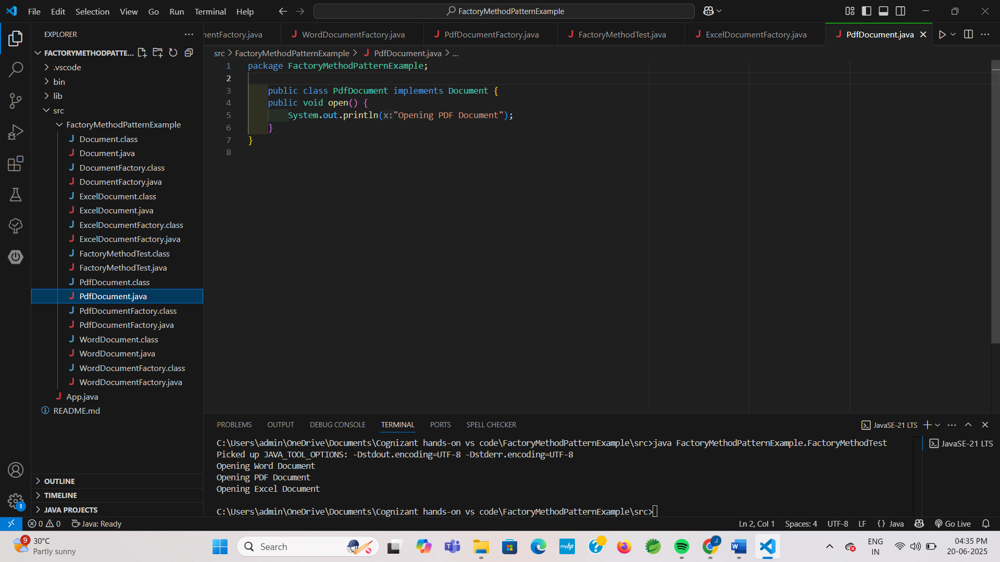 File Edit Selection View Go Run Terminal Help
FactoryMethodPatternExample
EXPLORER
FACTORYMETHODPATTE...
.vscode
bin
lib
src
FactoryMethodPatternExample
Document.class
Document.java
DocumentFactory.class
DocumentFactory.java
ExcelDocument.class
ExcelDocument.java
ExcelDocumentFactory.class
ExcelDocumentFactory.java
FactoryMethodTest.class
FactoryMethodTest.java
PdfDocument.class
PdfDocument.java
PdfDocumentFactory.class
PdfDocumentFactory.java
WordDocument.class
WordDocument.java
WordDocumentFactory.class
WordDocumentFactory.java
App.java
README.md
OUTLINE
TIMELINE
JAVA PROJECTS
1
mentFactory.java WordDocumentFactory.java PdfDocumentFactory.java FactoryMethodTest.java ExcelDocumentFactory.java PdfDocument.java
src > FactoryMethodPatternExample > PdfDocument.java > ...
1 package FactoryMethodPatternExample;
2
3 public class PdfDocument implements Document {
4 public void open() {
5 System.out.println(x:"Opening PDF Document");
6 }
7 }
8
PROBLEMS OUTPUT DEBUG CONSOLE TERMINAL PORTS SPELL CHECKER
JavaSE-21 LTS
JavaSE-21 LTS
C:\Users\admin\OneDrive\Documents\Cognizant hands-on vs code\FactoryMethodPatternExample\src>java FactoryMethodPatternExample.FactoryMethodTest
Picked up JAVA_TOOL_OPTIONS: -Dstdout.encoding=UTF-8 -Dstderr.encoding=UTF-8
Opening Word Document
Opening PDF Document
Opening Excel Document
C:\Users\admin\OneDrive\Documents\Cognizant hands-on vs code\FactoryMethodPatternExample\src>
0 0 Java: Ready
Ln 2, Col 1 Spaces: 4 UTF-8 LF {} Java Go Live
9
30°C
Partly sunny
Search
myhp
J
W
ENG
IN
04:35 PM
20-06-2025